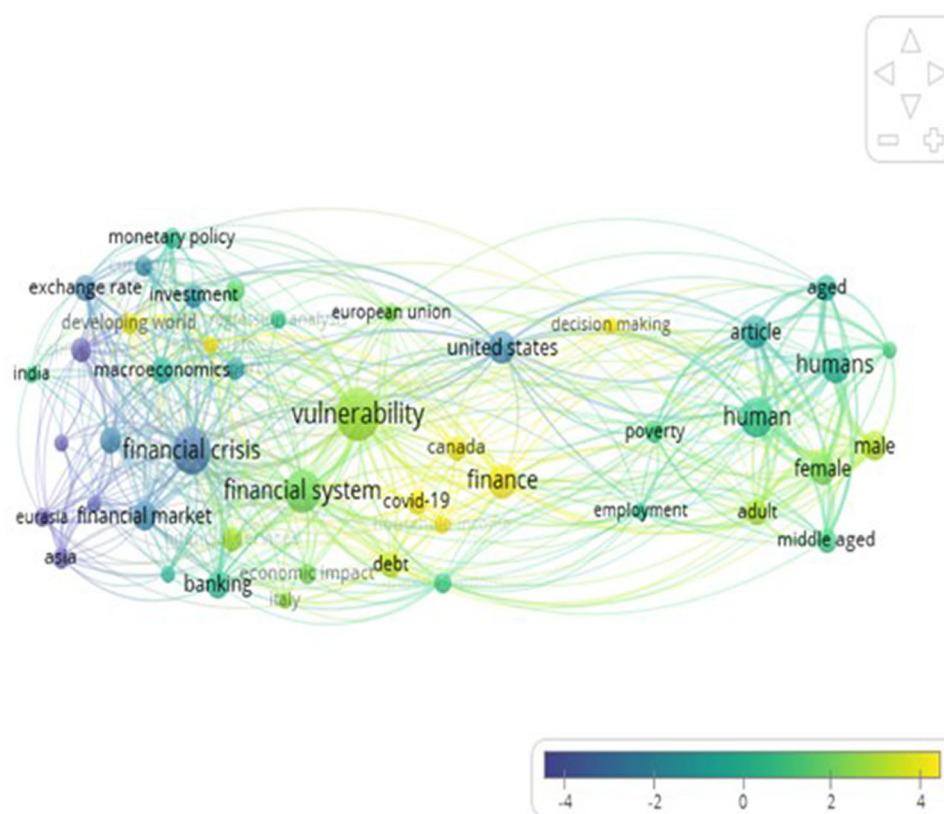 monetary policy
exchange rate
investment
developing world
regression analysis
india
macroeconomics
european union
united states
decision making
vulnerability
canada
financial crisis
financial system
finance
covid-19
eurasia
financial market
asia
banking
economic impact
debt
italy
poverty
employment
aged
article
humans
human
male
female
adult
middle aged
-4 -2 0 2 4